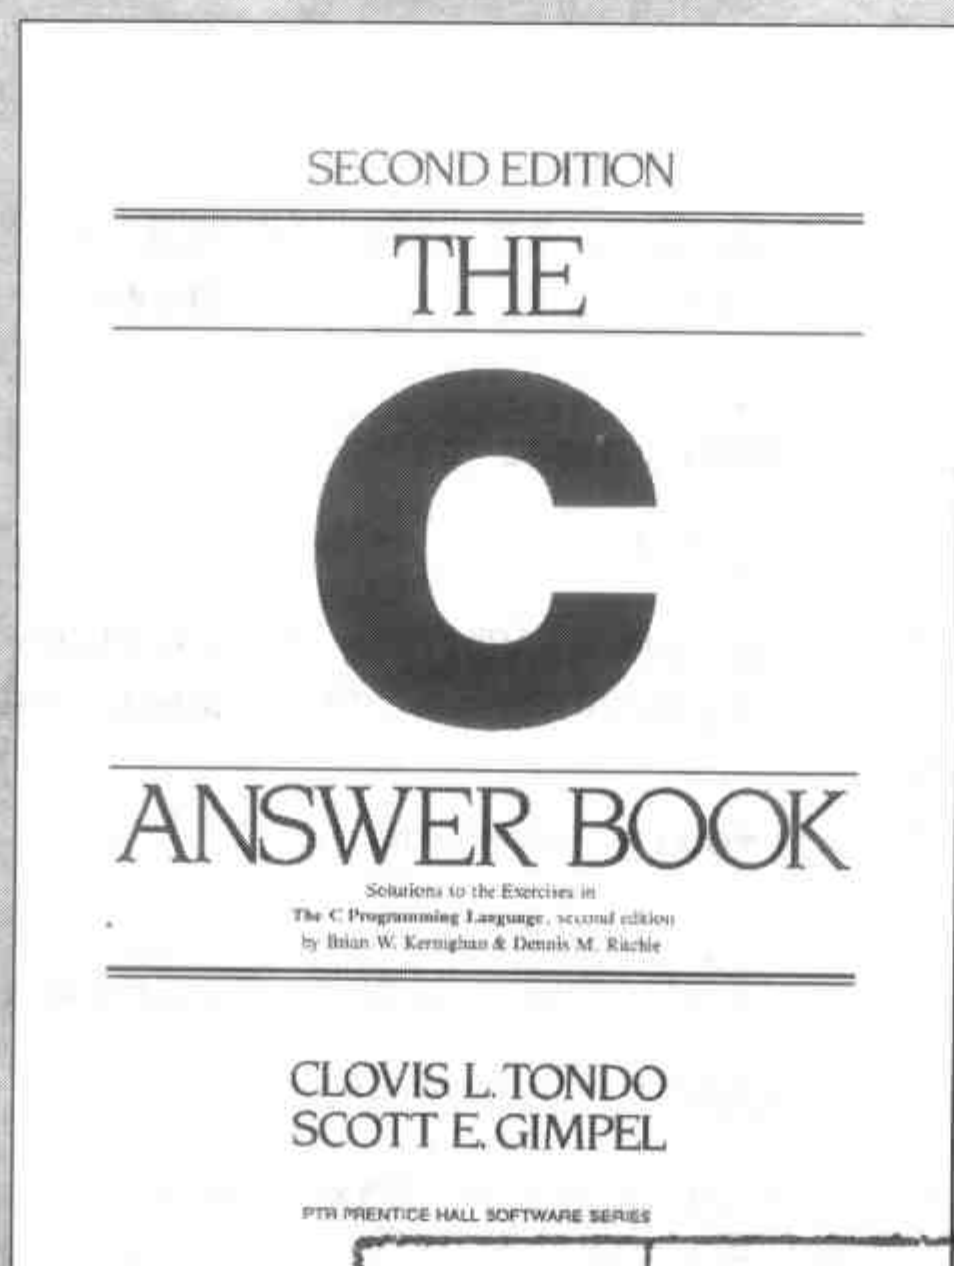 SECOND EDITION
THE
C
ANSWER BOOK
Solutions to the Exercises in
The C Programming Language, second edition
by Brian W. Kernighan & Dennis M. Ritchie
CLOVIS L. TONDO
SCOTT E. GIMPEL
PTR PRENTICE HALL SOFTWARE SERIES